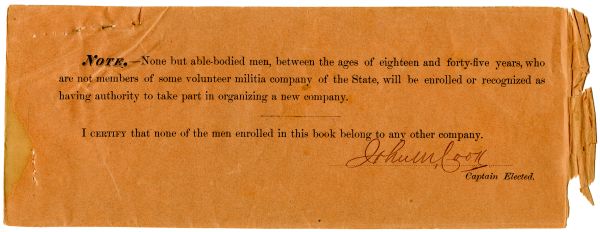 NOTE.—None but able-bodied men, between the ages of eighteen and forty-five years, who
are not members of some volunteer militia company of the State, will be enrolled or recognized as
having authority to take part in organizing a new company.
I CERTIFY that none of the men enrolled in this book belong to any other company.
John M. Cook
Captain Elected.